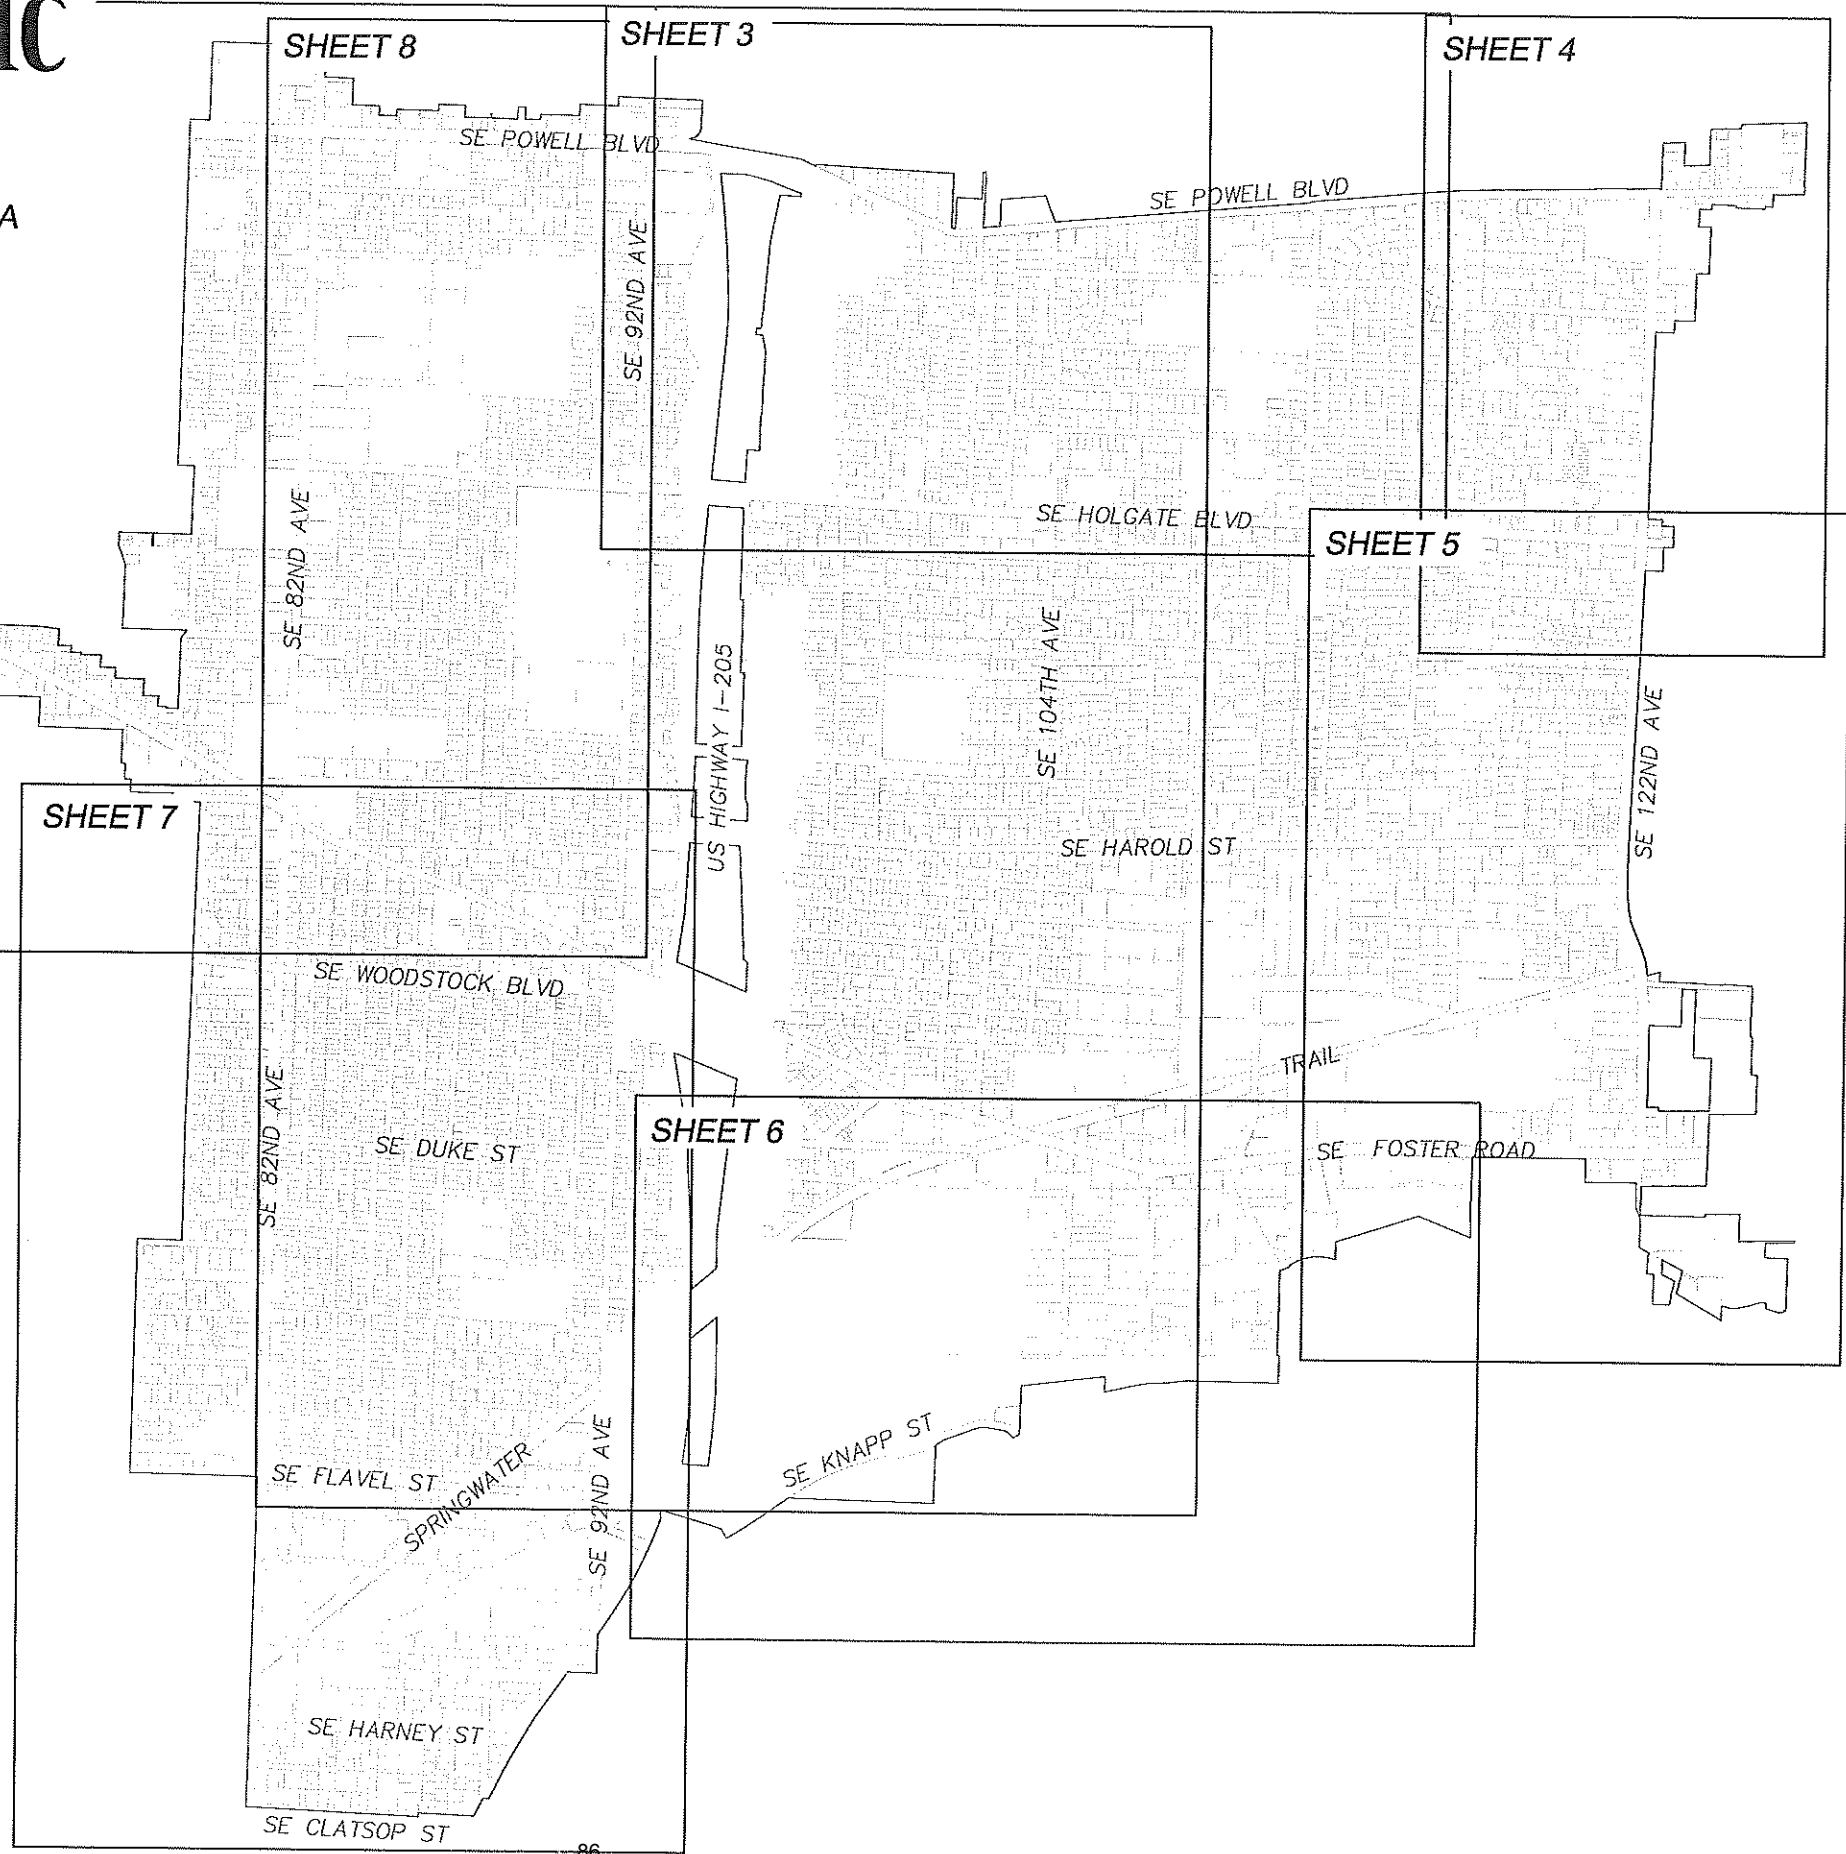 SHEET 8
SHEET 3
SHEET 4
A
SE POWELL BLVD
SE POWELL BLVD
SE 92ND AVE
SE 82ND AVE
SE HOLGATE BLVD
SHEET 5
SE 104TH AVE
US HIGHWAY I-205
SE 122ND AVE
SHEET 7
SE HAROLD ST
SE WOODSTOCK BLVD
TRAIL
SE 82ND AVE
SE DUKE ST
SHEET 6
SE FOSTER ROAD
SE KNAPP ST
SE FLAVEL ST
SPRINGWATER
SE 92ND AVE
SE HARNEY ST
SE CLATSOP ST
86